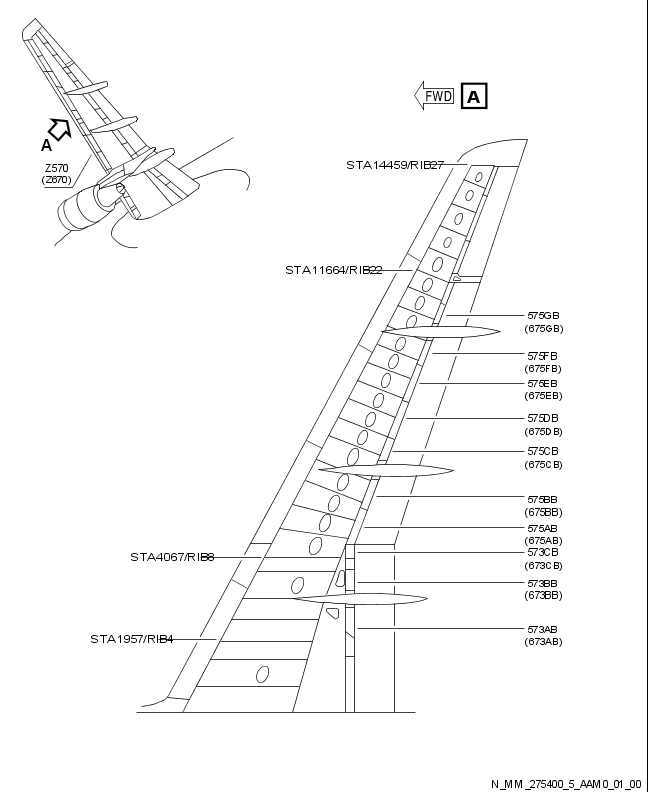 FWD
A
A
Z570
(Z670)
STA14459/RIB27
STA11664/RIB22
575GB
(675GB)
575FB
(675FB)
575EB
(675EB)
575DB
(675DB)
575CB
(675CB)
575BB
(675BB)
575AB
(675AB)
STA4067/RIB8
573CB
(673CB)
573BB
(673BB)
STA1957/RIB4
573AB
(673AB)
N_MM_275400_5_AAM0_01_00